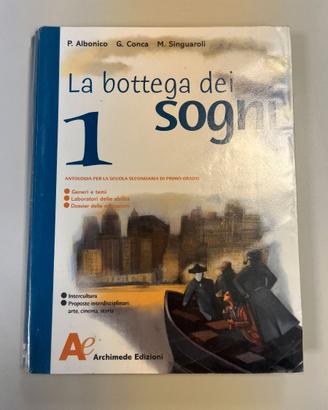 P. Albonico G. Conca M. Singuaroli
La bottega dei
sogni
1
ANTOLOGIA PER LA SCUOLA SECONDARIA DI PRIMO GRADO
Generi e temi
Laboratori delle abilità
Dossier delle
Intercultura
Proposte interdisciplinari:
arte, cinema, storia
Ae
Archimede Edizioni